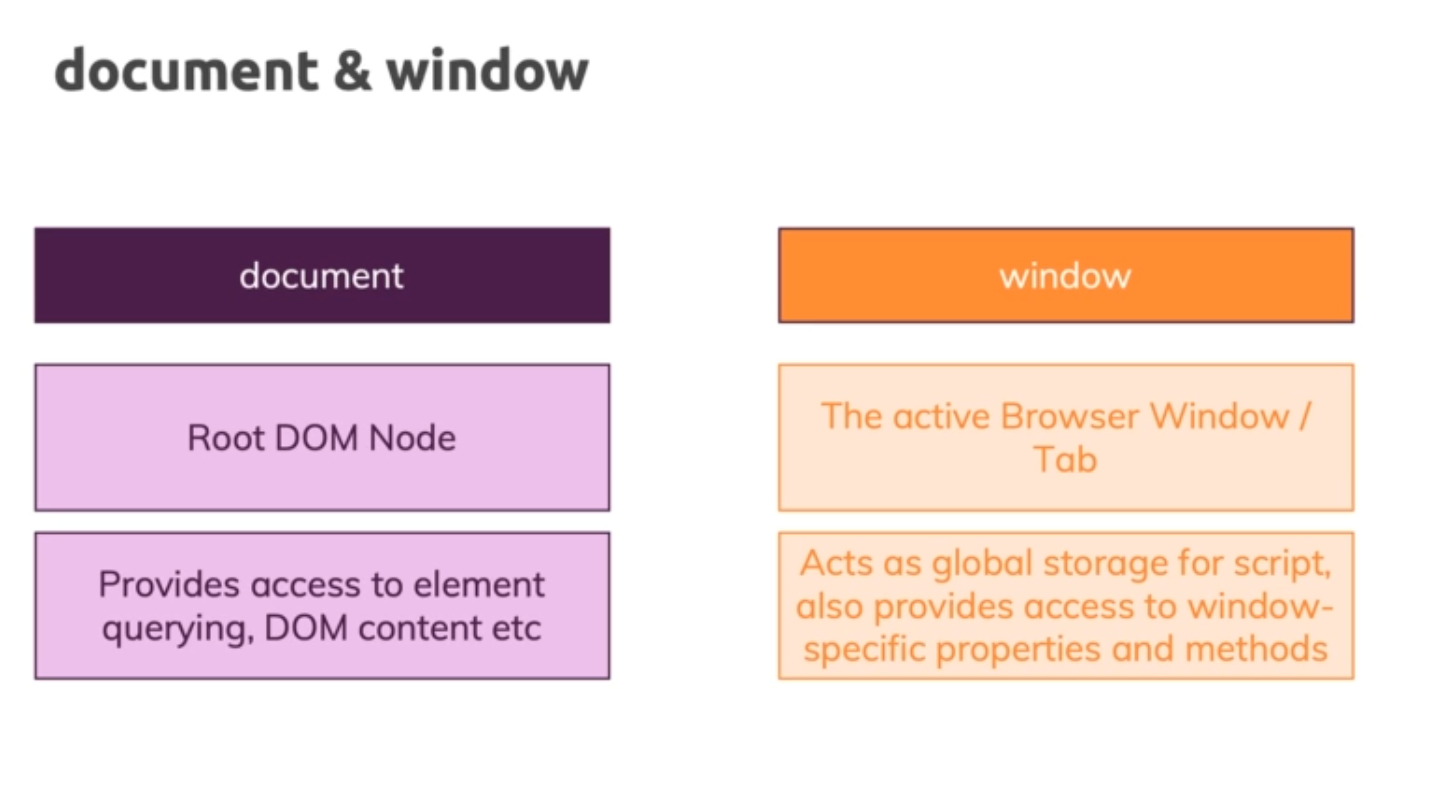 document & window
document
window
Root DOM Node
The active Browser Window /
Tab
Provides access to element
querying, DOM content etc
Acts as global storage for script,
also provides access to window-
specific properties and methods